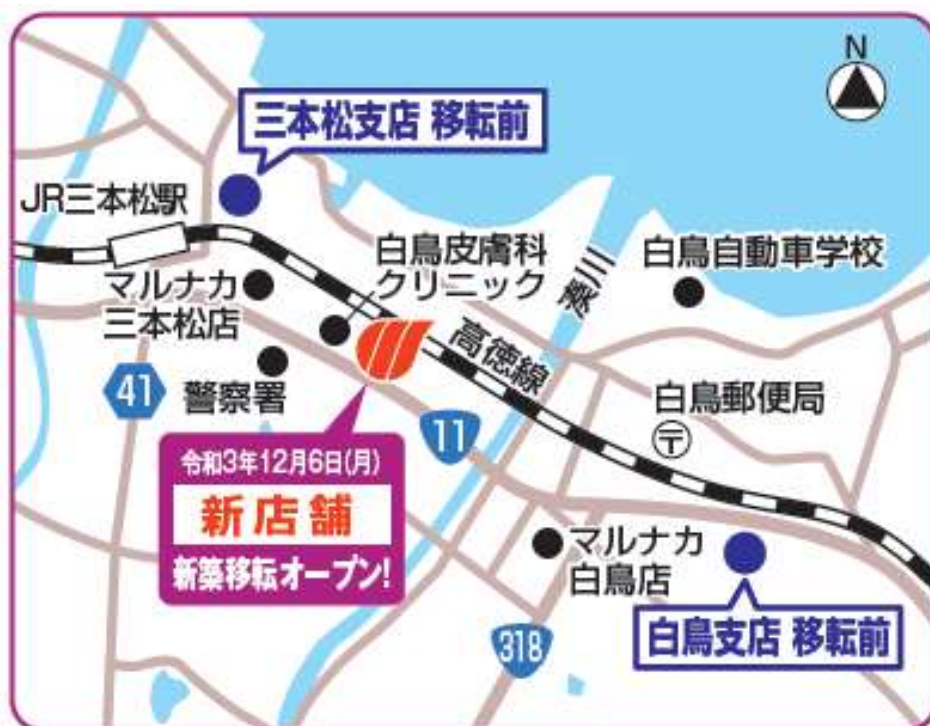 N
三本松支店 移転前
JR三本松駅
白鳥皮膚科
クリニック
湊川
白鳥自動車学校
マルナカ
三本松店
高徳線
41
警察署
11
白鳥郵便局
〒
令和3年12月6日(月)
新店舗
新築移転オープン!
マルナカ
白鳥店
318
白鳥支店 移転前